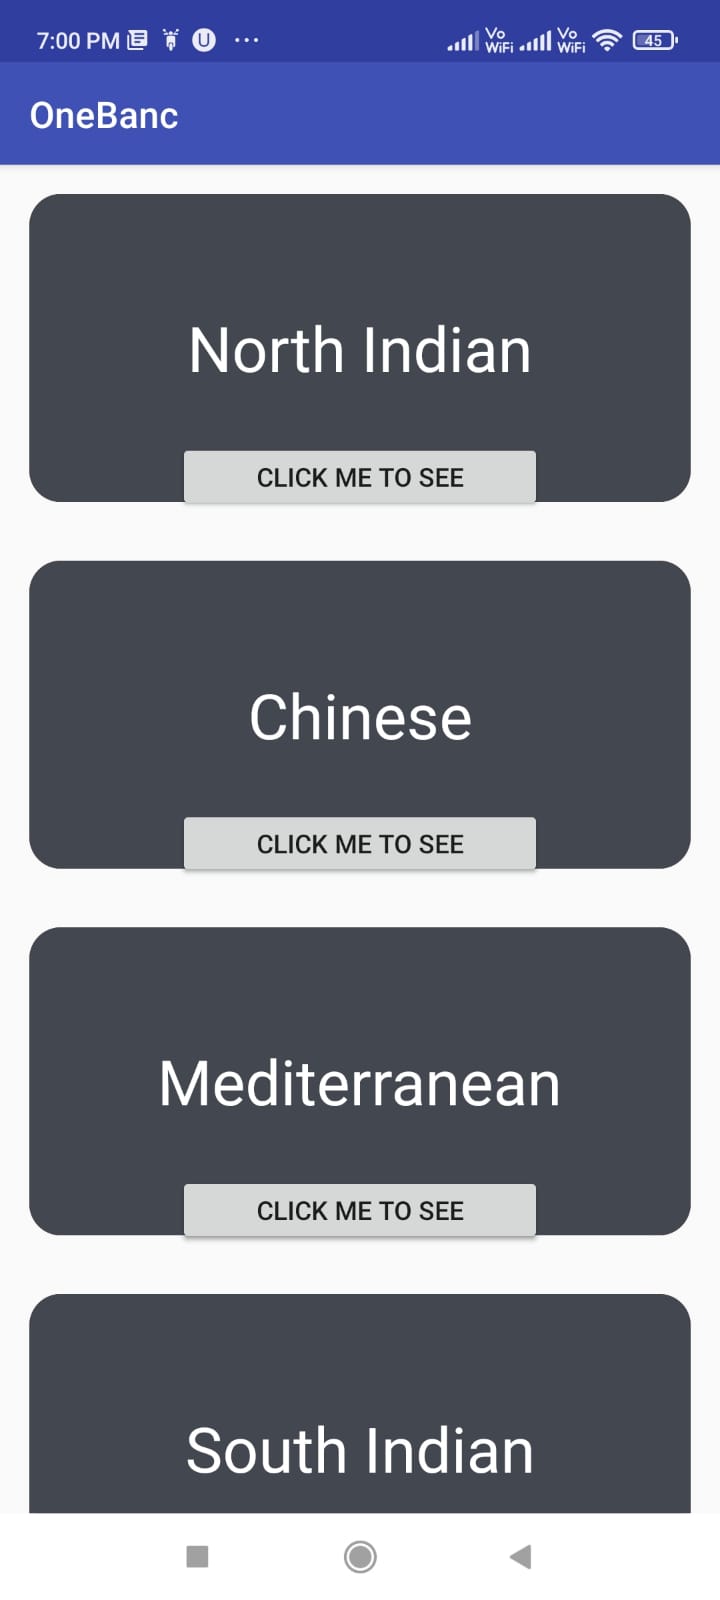 7:00 PM U ... Vo WiFi Vo WiFi 45
OneBanc
North Indian
CLICK ME TO SEE
Chinese
CLICK ME TO SEE
Mediterranean
CLICK ME TO SEE
South Indian